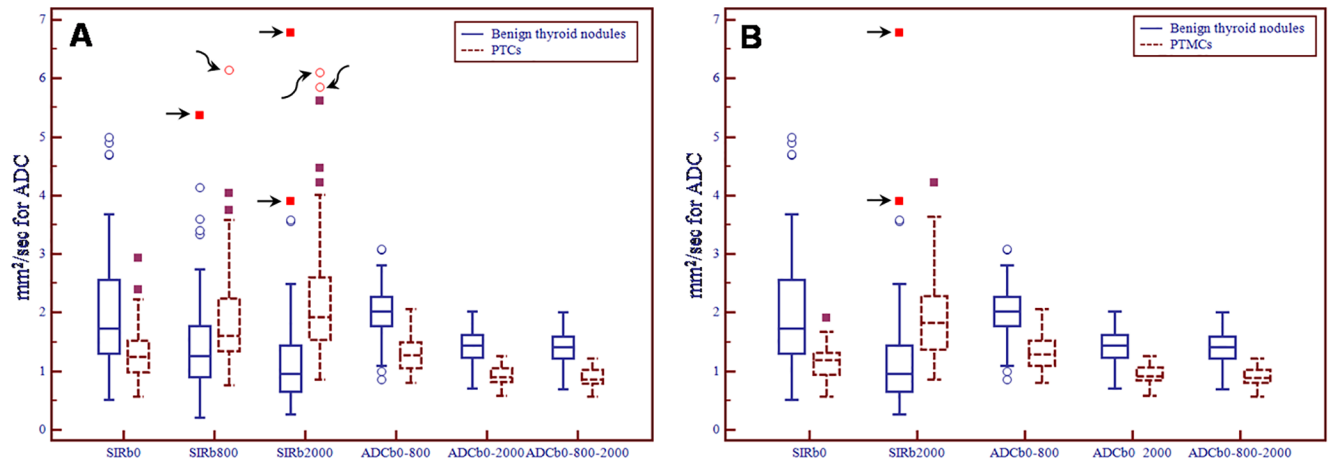 A
Benign thyroid nodules
PTCs
mm²/sec for ADC
7
6
5
4
3
2
1
0
SIRb0 SIRb800 SIRb2000 ADCb0-800 ADCb0-2000 ADCb0-800-2000
B
Benign thyroid nodules
PTMCs
mm²/sec for ADC
7
6
5
4
3
2
1
0
SIRb0 SIRb2000 ADCb0-800 ADCb0 2000 ADCb0-800-2000